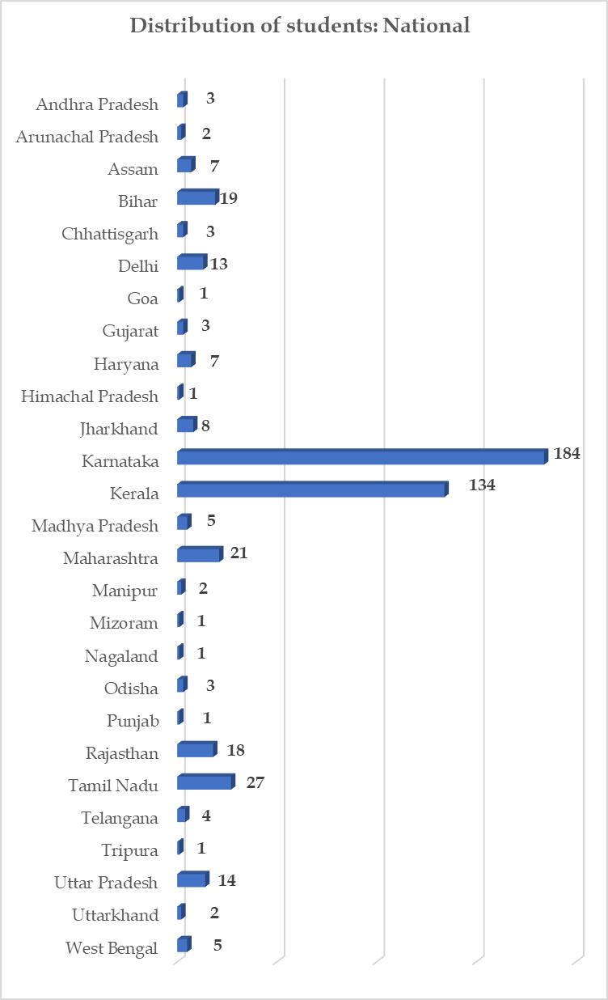 Distribution of students: National
Andhra Pradesh 3
Arunachal Pradesh 2
Assam 7
Bihar 19
Chhattisgarh 3
Delhi 13
Goa 1
Gujarat 3
Haryana 7
Himachal Pradesh 1
Jharkhand 8
Karnataka 184
Kerala 134
Madhya Pradesh 5
Maharashtra 21
Manipur 2
Mizoram 1
Nagaland 1
Odisha 3
Punjab 1
Rajasthan 18
Tamil Nadu 27
Telangana 4
Tripura 1
Uttar Pradesh 14
Uttarkhand 2
West Bengal 5